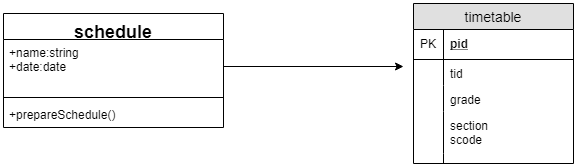 schedule
+name:string
+date:date
+prepareSchedule()
timetable
PK pid
tid
grade
section
scode